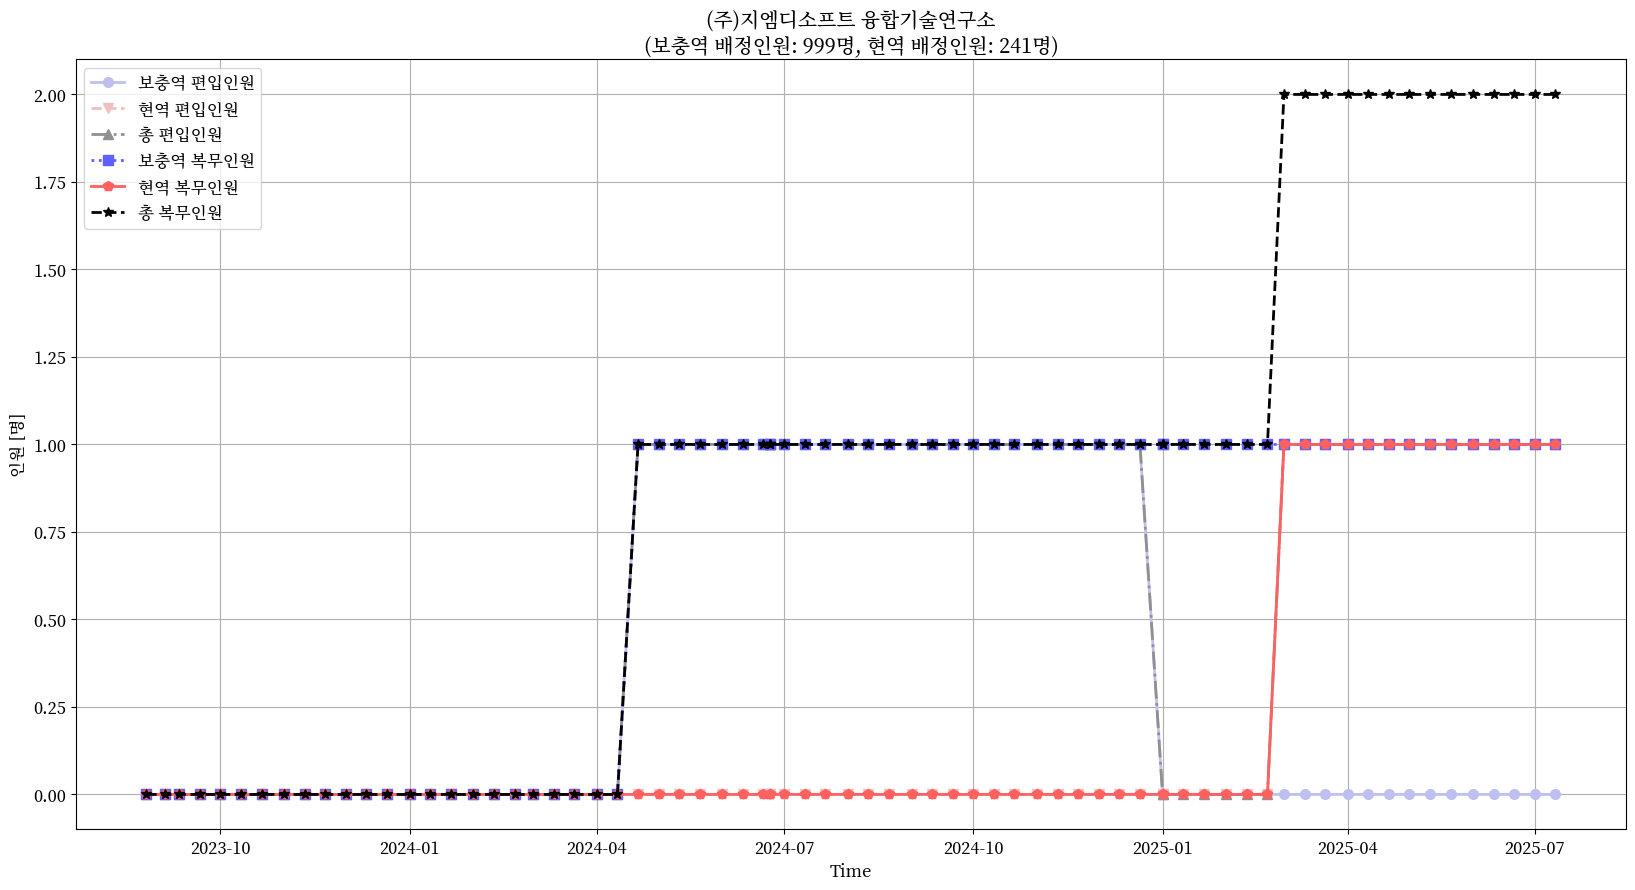 (주)지엠디소프트 융합기술연구소
(보충역 배정인원: 999명, 현역 배정인원: 241명)
보충역 편입인원
현역 편입인원
총 편입인원
보충역 복무인원
현역 복무인원
총 복무인원
인원 [명]
2.00
1.75
1.50
1.25
1.00
0.75
0.50
0.25
0.00
2023-10
2024-01
2024-04
2024-07
2024-10
2025-01
2025-04
2025-07
Time